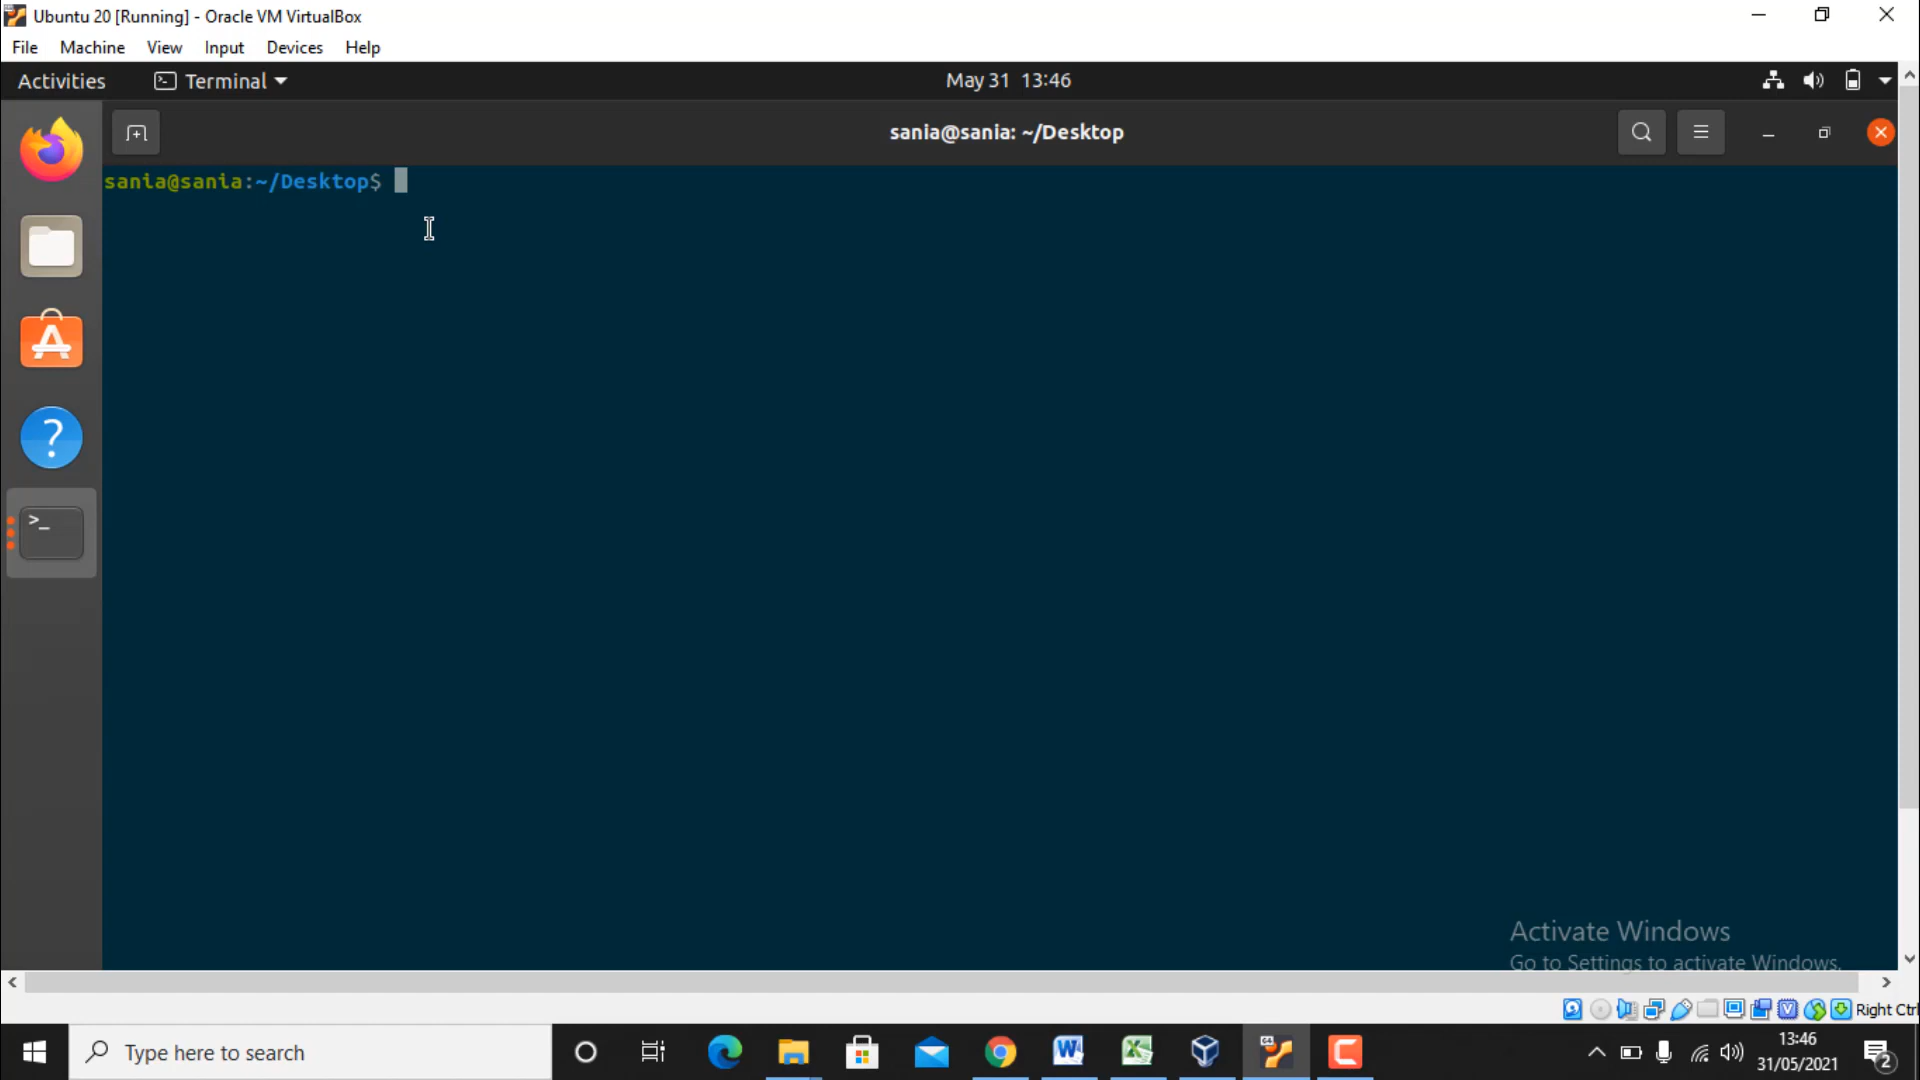 Ubuntu 20 [Running] - Oracle VM VirtualBox
File Machine View Input Devices Help
Activities Terminal May 31 13:46
sania@sania: ~/Desktop
sania@sania:~/Desktop$
Activate Windows
Go to Settings to activate Windows.
Right Ctrl
Type here to search
13:46
31/05/2021
2